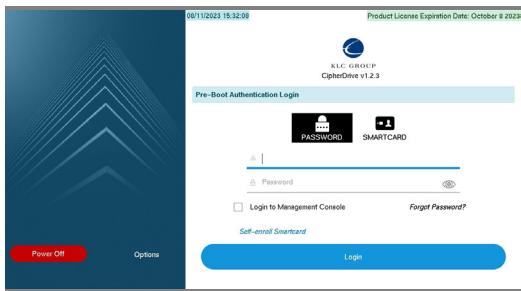 08/11/2023 15:32:08
Product License Expiration Date: October 8 2023
KLC GROUP
CipherDrive v1.2.3
Pre-Boot Authentication Login
PASSWORD
SMARTCARD
Password
Login to Management Console
Forgot Password?
Self-enroll Smartcard
Login
Power Off
Options